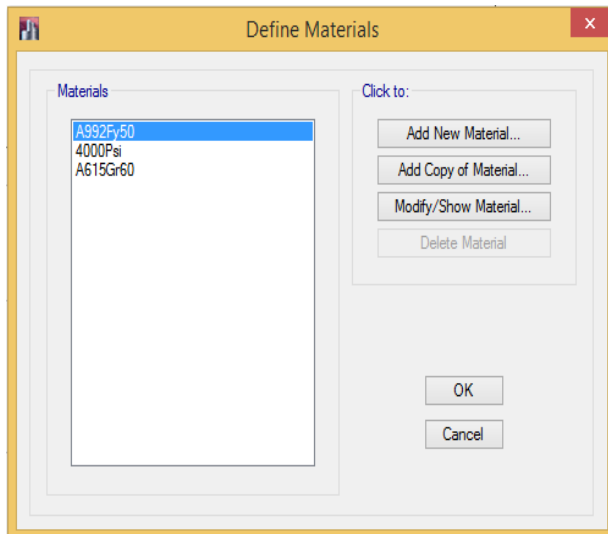 Define Materials
Materials
A992Fy50
4000Psi
A615Gr60
Click to:
Add New Material...
Add Copy of Material...
Modify/Show Material...
Delete Material
OK
Cancel